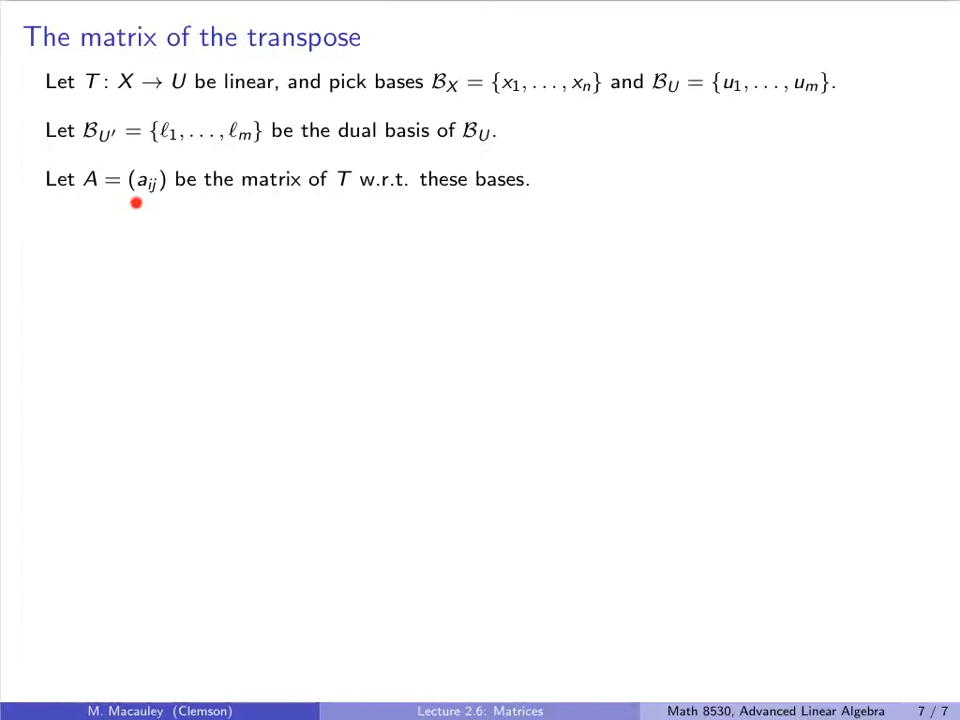 The matrix of the transpose
Let T: X → U be linear, and pick bases ℬ_X = {x₁, . . . , xₙ} and ℬ_U = {u₁, . . . , uₘ}.
Let ℬ_U′ = {ℓ₁, . . . , ℓₘ} be the dual basis of ℬ_U.
Let A = (aᵢⱼ) be the matrix of T w.r.t. these bases.
M. Macauley (Clemson) Lecture 2.6: Matrices Math 8530, Advanced Linear Algebra 7 / 7